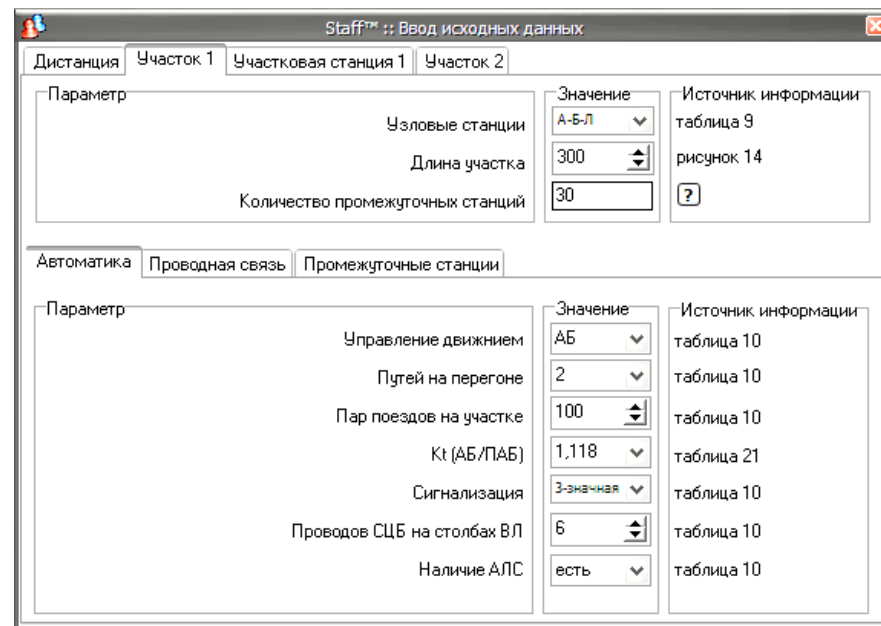 Staff™ :: Ввод исходных данных
Дистанция Участок 1 Участковая станция 1 Участок 2
Параметр Значение Источник информации
Узловые станции А-Б-Л таблица 9
Длина участка 300 рисунок 14
Количество промежуточных станций 30 ?
Автоматика Проводная связь Промежуточные станции
Параметр Значение Источник информации
Управление движнием АБ таблица 10
Путей на перегоне 2 таблица 10
Пар поездов на участке 100 таблица 10
Kt (АБ/ПАБ) 1,118 таблица 21
Сигнализация 3-значная таблица 10
Проводов СЦБ на столбах ВЛ 6 таблица 10
Наличие АЛС есть таблица 10